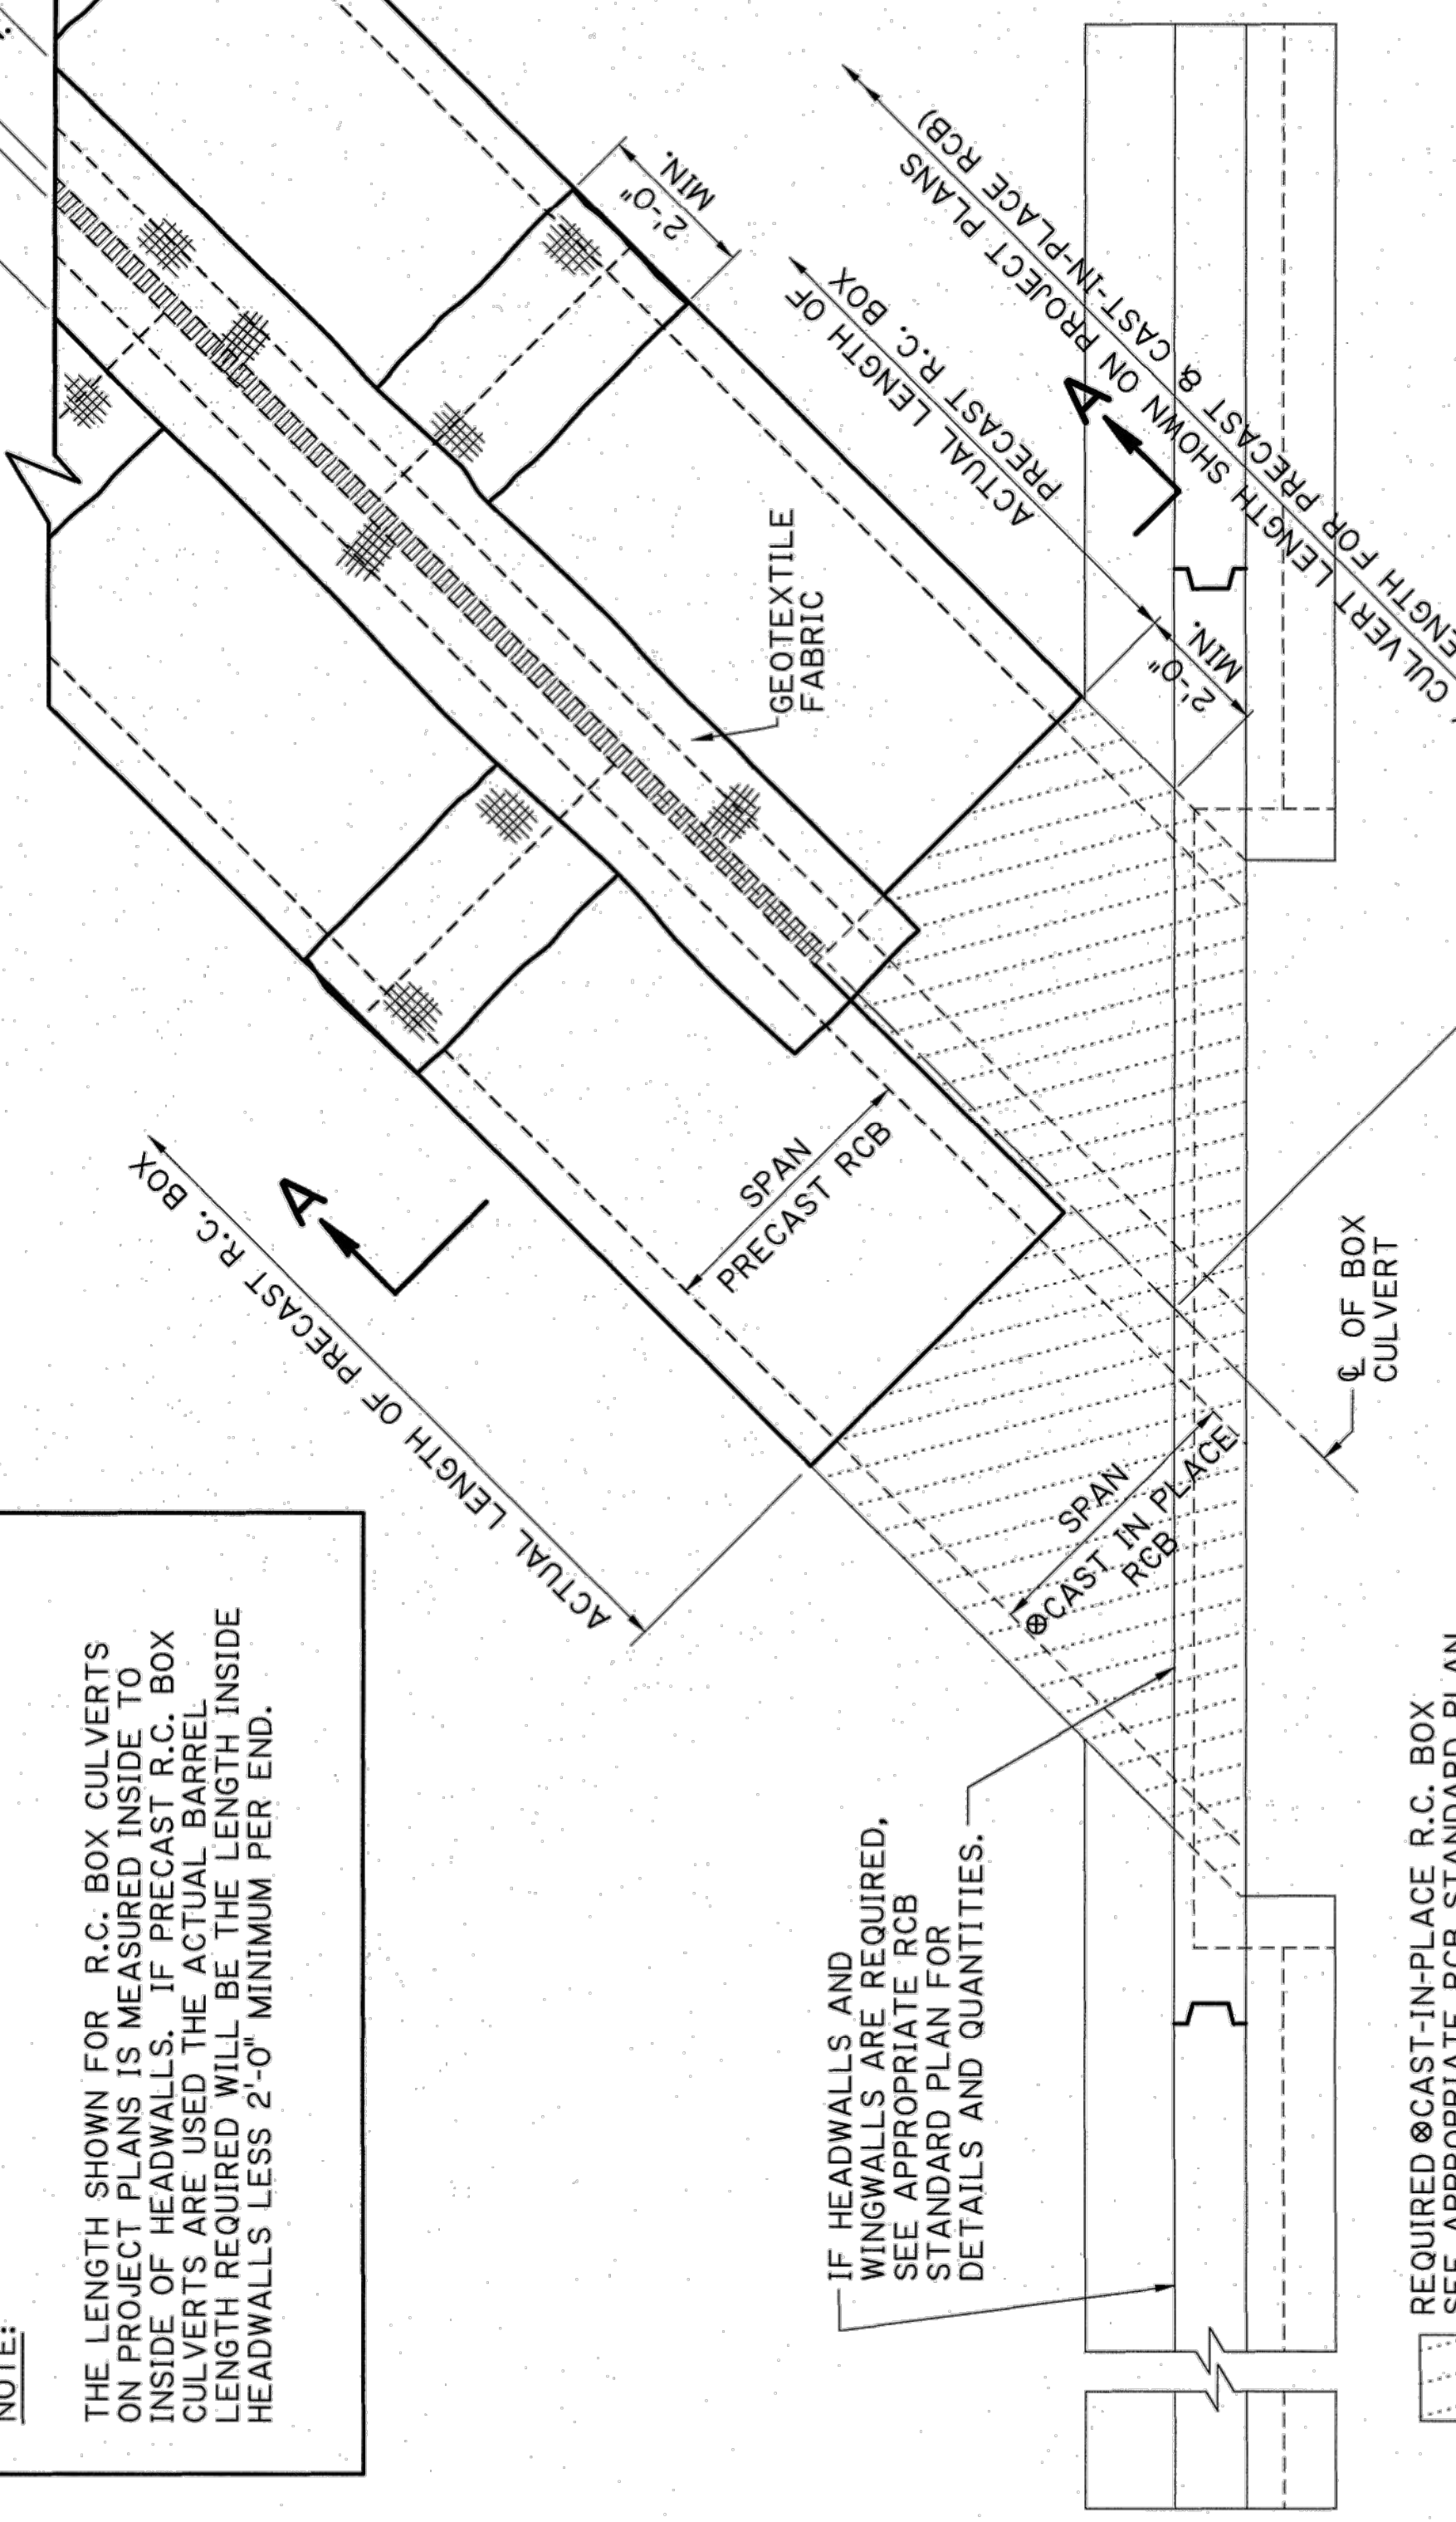 NOTE:
THE LENGTH SHOWN FOR R.C. BOX CULVERTS
ON PROJECT PLANS IS MEASURED INSIDE TO
INSIDE OF HEADWALLS. IF PRECAST R.C. BOX
CULVERTS ARE USED THE ACTUAL BARREL
LENGTH REQUIRED WILL BE THE LENGTH INSIDE
HEADWALLS LESS 2'-0" MINIMUM PER END.
ACTUAL LENGTH OF PRECAST R.C. BOX
A
SPAN
PRECAST RCB
GEOTEXTILE
FABRIC
2'-0"
MIN.
ACTUAL LENGTH OF
PRECAST R.C. BOX
A
2'-0"
MIN.
CULVERT LENGTH SHOWN ON PROJECT PLANS
LENGTH FOR PRECAST & CAST-IN-PLACE RCB)
IF HEADWALLS AND
WINGWALLS ARE REQUIRED,
SEE APPROPRIATE RCB
STANDARD PLAN FOR
DETAILS AND QUANTITIES.
SPAN
⊗CAST IN PLACE
RCB
℄ OF BOX
CULVERT
REQUIRED ⊗CAST-IN-PLACE R.C. BOX
SEE APPROPRIATE RCB STANDARD PLAN